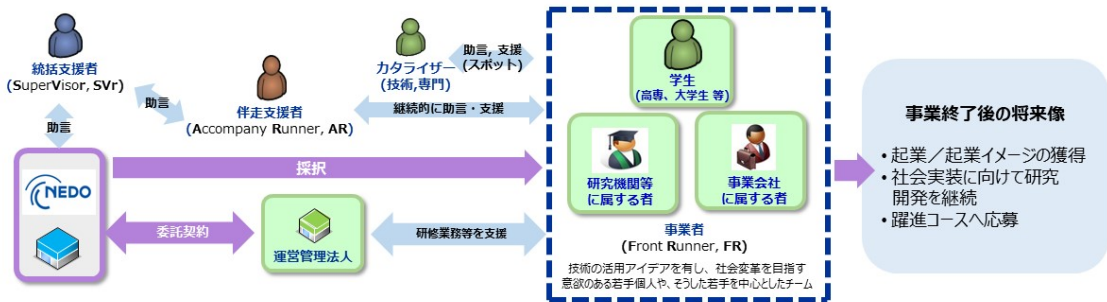 統括支援者
(SuperVisor, SVr)
助言
助言
伴走支援者
(Accompany Runner, AR)
カタライザー
(技術,専門)
助言, 支援
(スポット)
継続的に助言・支援
NEDO
採択
委託契約
運営管理法人
研修業務等を支援
学生
(高専、大学生 等)
研究機関等
に属する者
事業会社
に属する者
事業者
(Front Runner, FR)
技術の活用アイデアを有し、社会変革を目指す
意欲のある若手個人や、そうした若手を中心としたチーム
事業終了後の将来像
・起業／起業イメージの獲得
・社会実装に向けて研究
開発を継続
・躍進コースへ応募